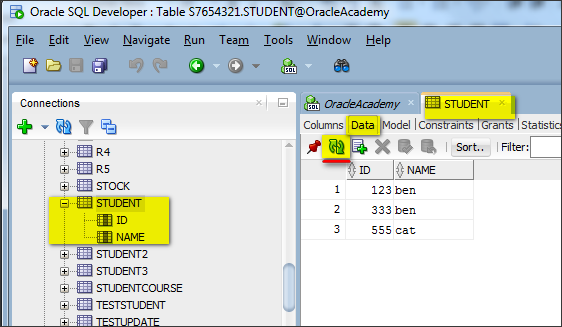 Oracle SQL Developer : Table S7654321.STUDENT@OracleAcademy
File Edit View Navigate Run Team Tools Window Help
SQL
Connections
OracleAcademy
STUDENT
Columns Data Model Constraints Grants Statistics
Sort.. Filter:
R4
R5
STOCK
STUDENT
ID
NAME
STUDENT2
STUDENT3
STUDENTCOURSE
TESTSTUDENT
TESTUPDATE
ID NAME
1 123 ben
2 333 ben
3 555 cat